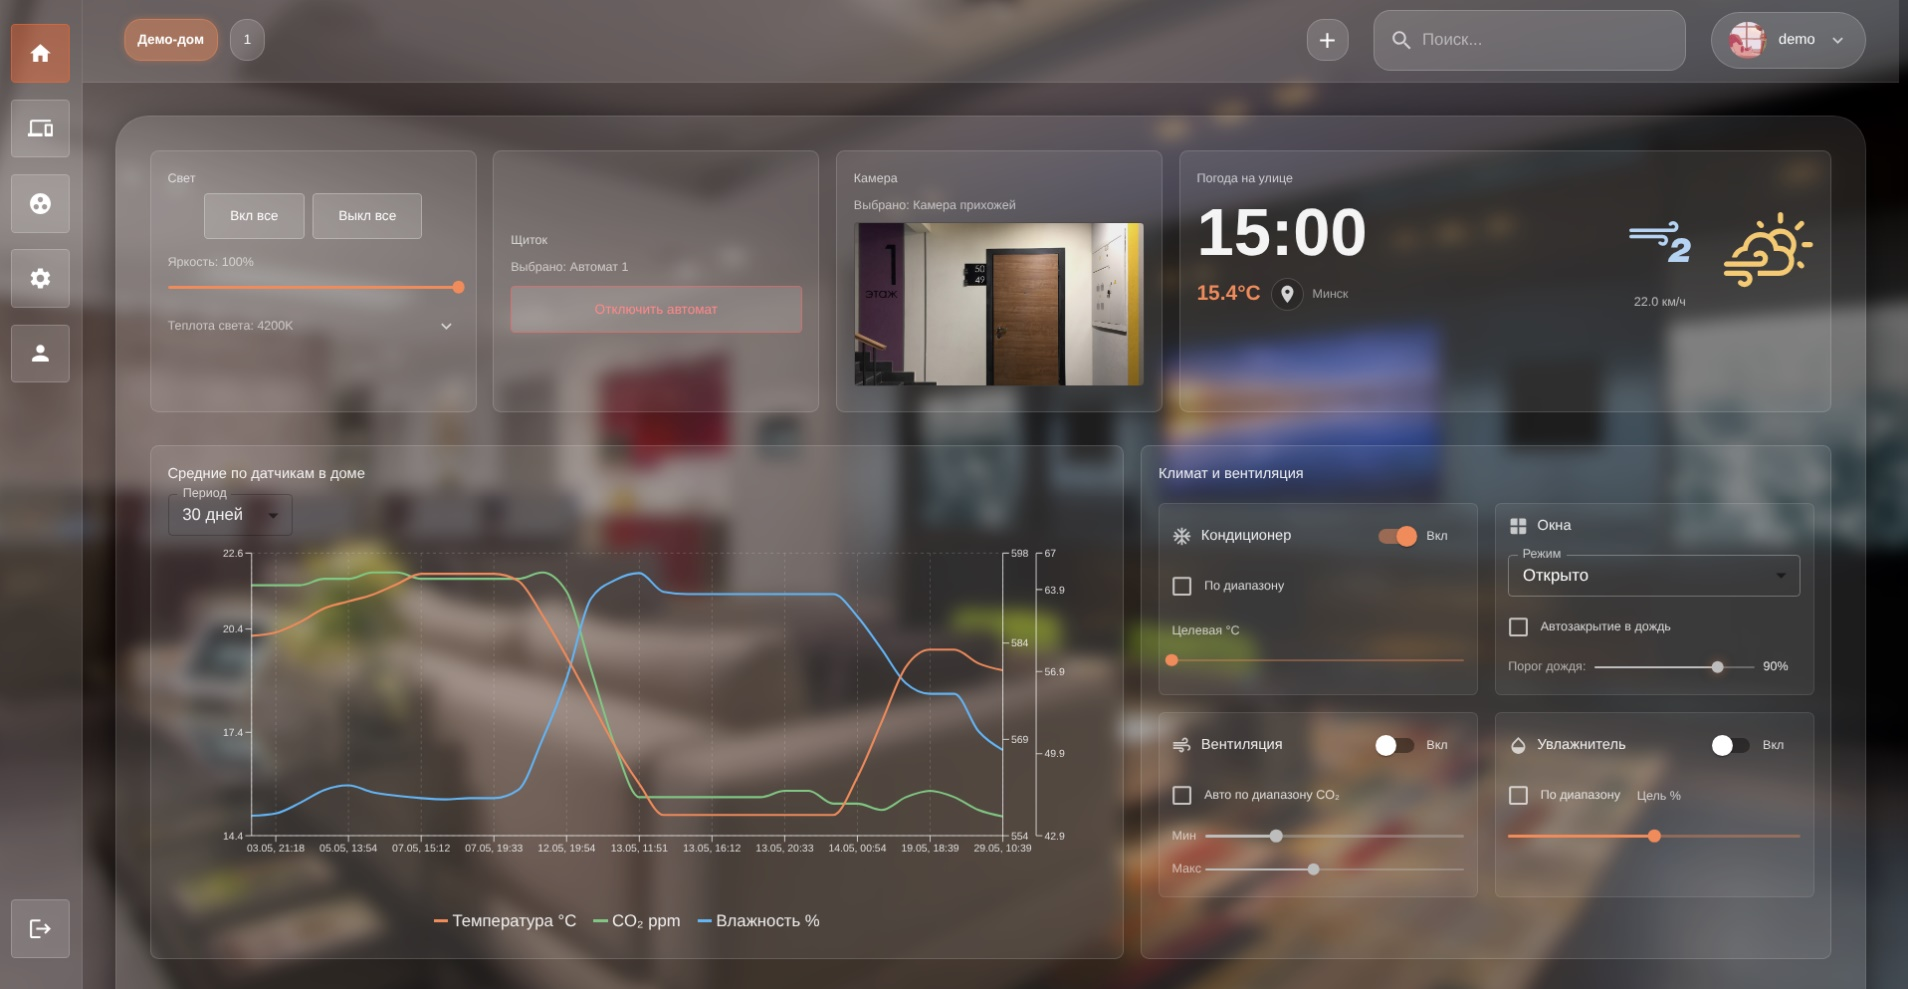 Демо-дом
1
Поиск...
demo
Свет
Вкл все
Выкл все
Яркость: 100%
Теплота света: 4200K
Щиток
Выбрано: Автомат 1
Отключить автомат
Камера
Выбрано: Камера прихожей
1
этаж
50
49
Погода на улице
15:00
15.4°C
Минск
2
22.0 км/ч
Средние по датчикам в доме
Период
30 дней
22.6
20.4
17.4
14.4
598
584
569
554
67
63.9
56.9
49.9
42.9
03.05, 21:18
05.05, 13:54
07.05, 15:12
07.05, 19:33
12.05, 19:54
13.05, 11:51
13.05, 16:12
13.05, 20:33
14.05, 00:54
19.05, 18:39
29.05, 10:39
Температура °C
CO₂ ppm
Влажность %
Климат и вентиляция
Кондиционер
Вкл
По диапазону
Целевая °C
Окна
Режим
Открыто
Автозакрытие в дождь
Порог дождя:
90%
Вентиляция
Вкл
Авто по диапазону CO₂
Мин
Макс
Увлажнитель
Вкл
По диапазону
Цель %